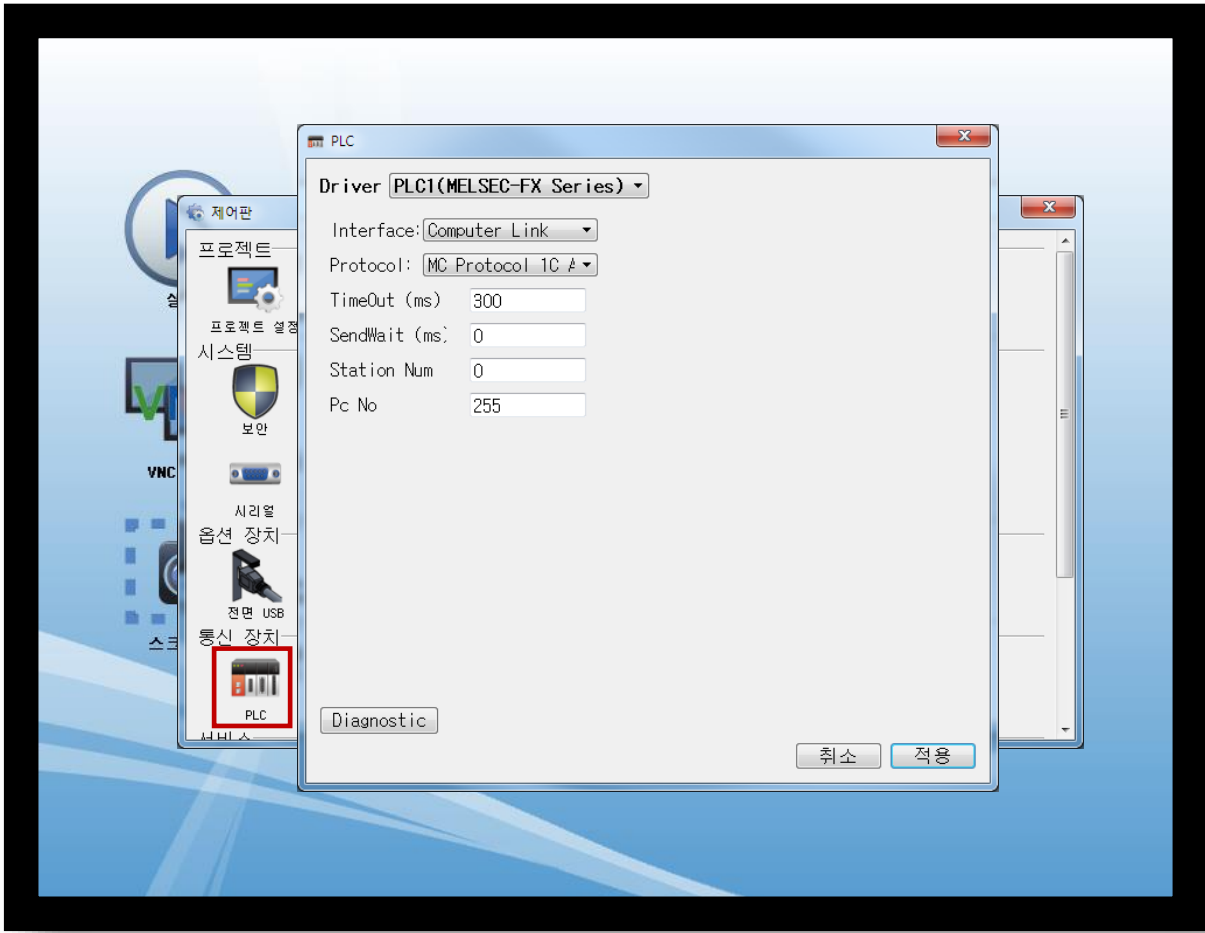 PLC
Driver PLC1(MELSEC-FX Series)
Interface: Computer Link
Protocol: MC Protocol 1C
TimeOut (ms) 300
SendWait (ms) 0
Station Num 0
Pc No 255
Diagnostic
취소 적용
제어판
프로젝트
프로젝트 설정
시스템
보안
시리얼
옵션 장치
전면 USB
통신 장치
PLC
VNC